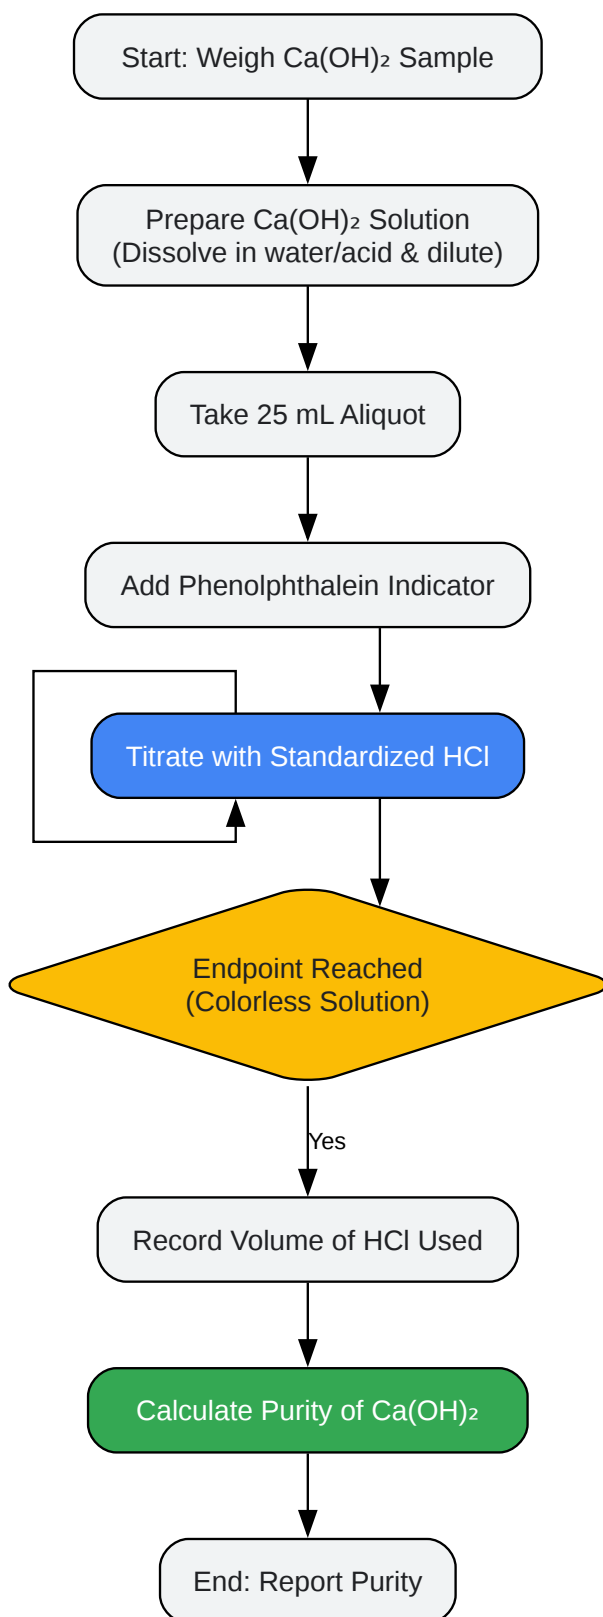 Start: Weigh Ca(OH)₂ Sample
Prepare Ca(OH)₂ Solution
(Dissolve in water/acid & dilute)
Take 25 mL Aliquot
Add Phenolphthalein Indicator
Titrate with Standardized HCl
Endpoint Reached
(Colorless Solution)
Yes
Record Volume of HCl Used
Calculate Purity of Ca(OH)₂
End: Report Purity